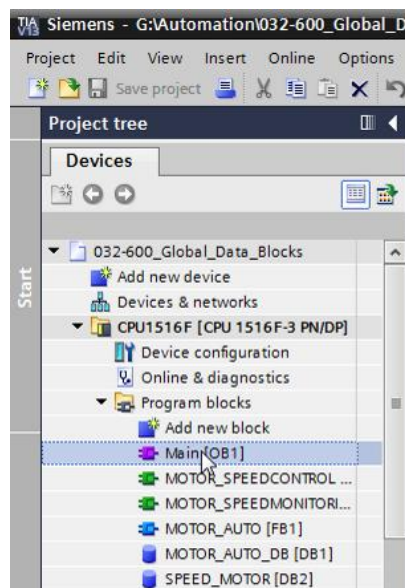 TIA
V13
Siemens - G:\Automation\032-600_Global_D
Project Edit View Insert Online Options
Save project
Project tree
Devices
Start
032-600_Global_Data_Blocks
Add new device
Devices & networks
CPU1516F [CPU 1516F-3 PN/DP]
Device configuration
Online & diagnostics
Program blocks
Add new block
Main [OB1]
MOTOR_SPEEDCONTROL ...
MOTOR_SPEEDMONITORI...
MOTOR_AUTO [FB1]
MOTOR_AUTO_DB [DB1]
SPEED_MOTOR [DB2]